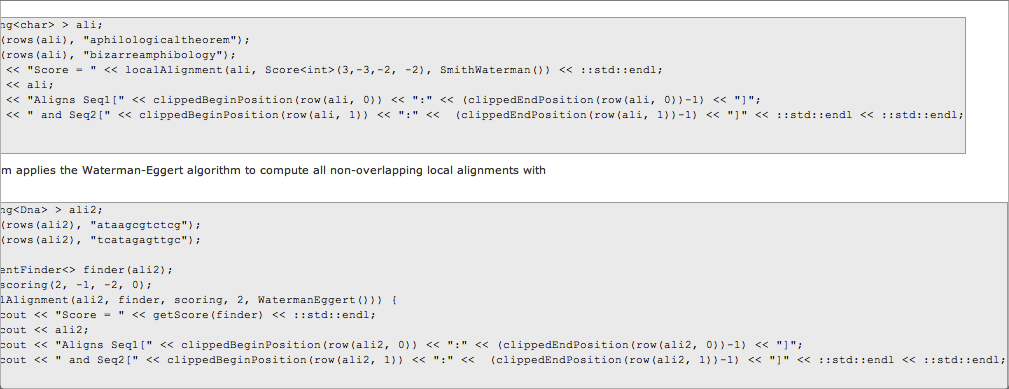 ng<char> > ali;
(rows(ali), "aphilologicaltheorem");
(rows(ali), "bizarreamphibology");
<< "Score = " << localAlignment(ali, Score<int>(3,-3,-2, -2), SmithWaterman()) << ::std::endl;
<< ali;
<< "Aligns Seq1[" << clippedBeginPosition(row(ali, 0)) << ":" << (clippedEndPosition(row(ali, 0))-1) << "]";
<< " and Seq2[" << clippedBeginPosition(row(ali, 1)) << ":" <<  (clippedEndPosition(row(ali, 1))-1) << "]" << ::std::endl << ::std::endl;
m applies the Waterman-Eggert algorithm to compute all non-overlapping local alignments with
ng<Dna> > ali2;
(rows(ali2), "ataagcgtctcg");
(rows(ali2), "tcatagagttgc");
entFinder<> finder(ali2);
scoring(2, -1, -2, 0);
lAlignment(ali2, finder, scoring, 2, WatermanEggert())) {
cout << "Score = " << getScore(finder) << ::std::endl;
cout << ali2;
cout << "Aligns Seq1[" << clippedBeginPosition(row(ali2, 0)) << ":" << (clippedEndPosition(row(ali2, 0))-1) << "]";
cout << " and Seq2[" << clippedBeginPosition(row(ali2, 1)) << ":" <<  (clippedEndPosition(row(ali2, 1))-1) << "]" << ::std::endl << ::std::endl;